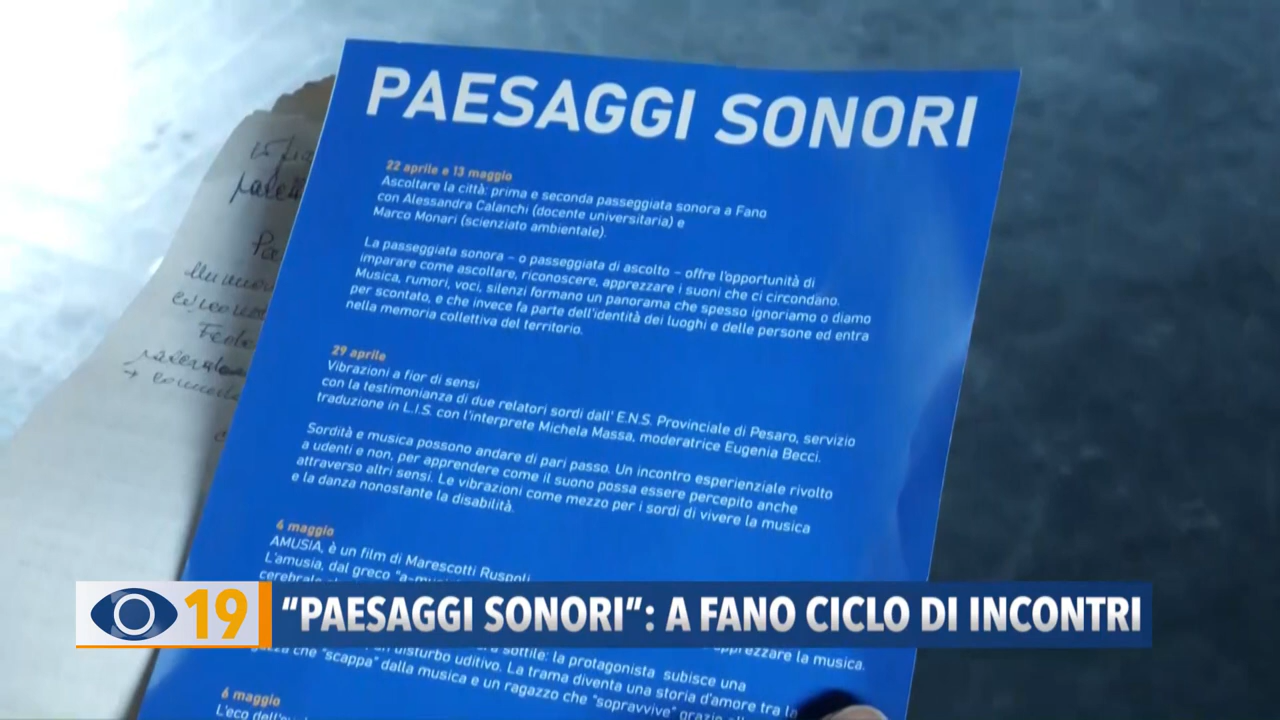 PAESAGGI SONORI
22 aprile e 13 maggio
Ascoltare la città: prima e seconda passeggiata sonora a Fano
con Alessandra Calanchi (docente universitaria) e
Marco Monari (scienziato ambientale).
La passeggiata sonora – o passeggiata di ascolto – offre l'opportunità di
imparare come ascoltare, riconoscere, apprezzare i suoni che ci circondano.
Musica, rumori, voci, silenzi formano un panorama che spesso ignoriamo o diamo
per scontato, e che invece fa parte dell'identità dei luoghi e delle persone ed entra
nella memoria collettiva del territorio.
29 aprile
Vibrazioni a fior di sensi
con la testimonianza di due relatori sordi dall' E.N.S. Provinciale di Pesaro, servizio
traduzione in L.I.S. con l'interprete Michela Massa, moderatrice Eugenia Becci.
Sordità e musica possono andare di pari passo. Un incontro esperienziale rivolto
a udenti e non, per apprendere come il suono possa essere percepito anche
attraverso altri sensi. Le vibrazioni come mezzo per i sordi di vivere la musica
e la danza nonostante la disabilità.
4 maggio
AMUSIA, è un film di Marescotti Ruspoli
L'amusia, dal greco "a-mu
19 "PAESAGGI SONORI": A FANO CICLO DI INCONTRI
apprezzare la musica.
disturbo uditivo. La trama diventa una storia d'amore tra la
sottile: la protagonista subisce una
che "scappa" dalla musica e un ragazzo che "sopravvive" grazie
6 maggio
L'eco